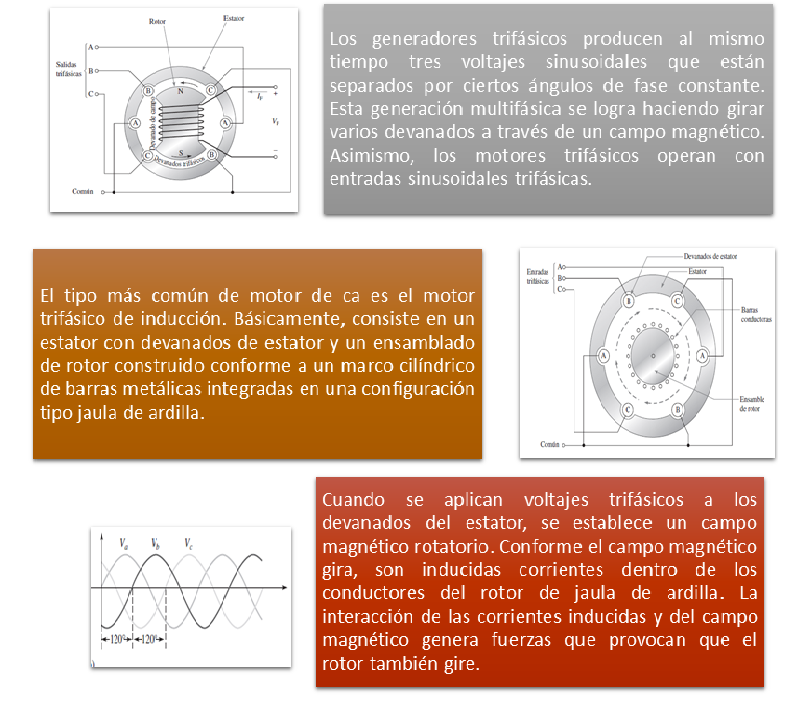 Rotor
Estator
Salidas
trifásicas
A
B
C
N
B
C
I_F
+
Devanado de campo
A
A
V_f
S
Devanados trifásicos
C
B
−
Común
Los generadores trifásicos producen al mismo
tiempo tres voltajes sinusoidales que están
separados por ciertos ángulos de fase constante.
Esta generación multifásica se logra haciendo girar
varios devanados a través de un campo magnético.
Asimismo, los motores trifásicos operan con
entradas sinusoidales trifásicas.
El tipo más común de motor de ca es el motor
trifásico de inducción. Básicamente, consiste en un
estator con devanados de estator y un ensamblado
de rotor construido conforme a un marco cilíndrico
de barras metálicas integradas en una configuración
tipo jaula de ardilla.
Devanados de estator
Estator
Entradas
trifásicas
A
B
C
B
C
Barras
conductoras
A
A
Ensamble
de rotor
C
B
Común
V_a
V_b
V_c
120°
120°
)
Cuando se aplican voltajes trifásicos a los
devanados del estator, se establece un campo
magnético rotatorio. Conforme el campo magnético
gira, son inducidas corrientes dentro de los
conductores del rotor de jaula de ardilla. La
interacción de las corrientes inducidas y del campo
magnético genera fuerzas que provocan que el
rotor también gire.